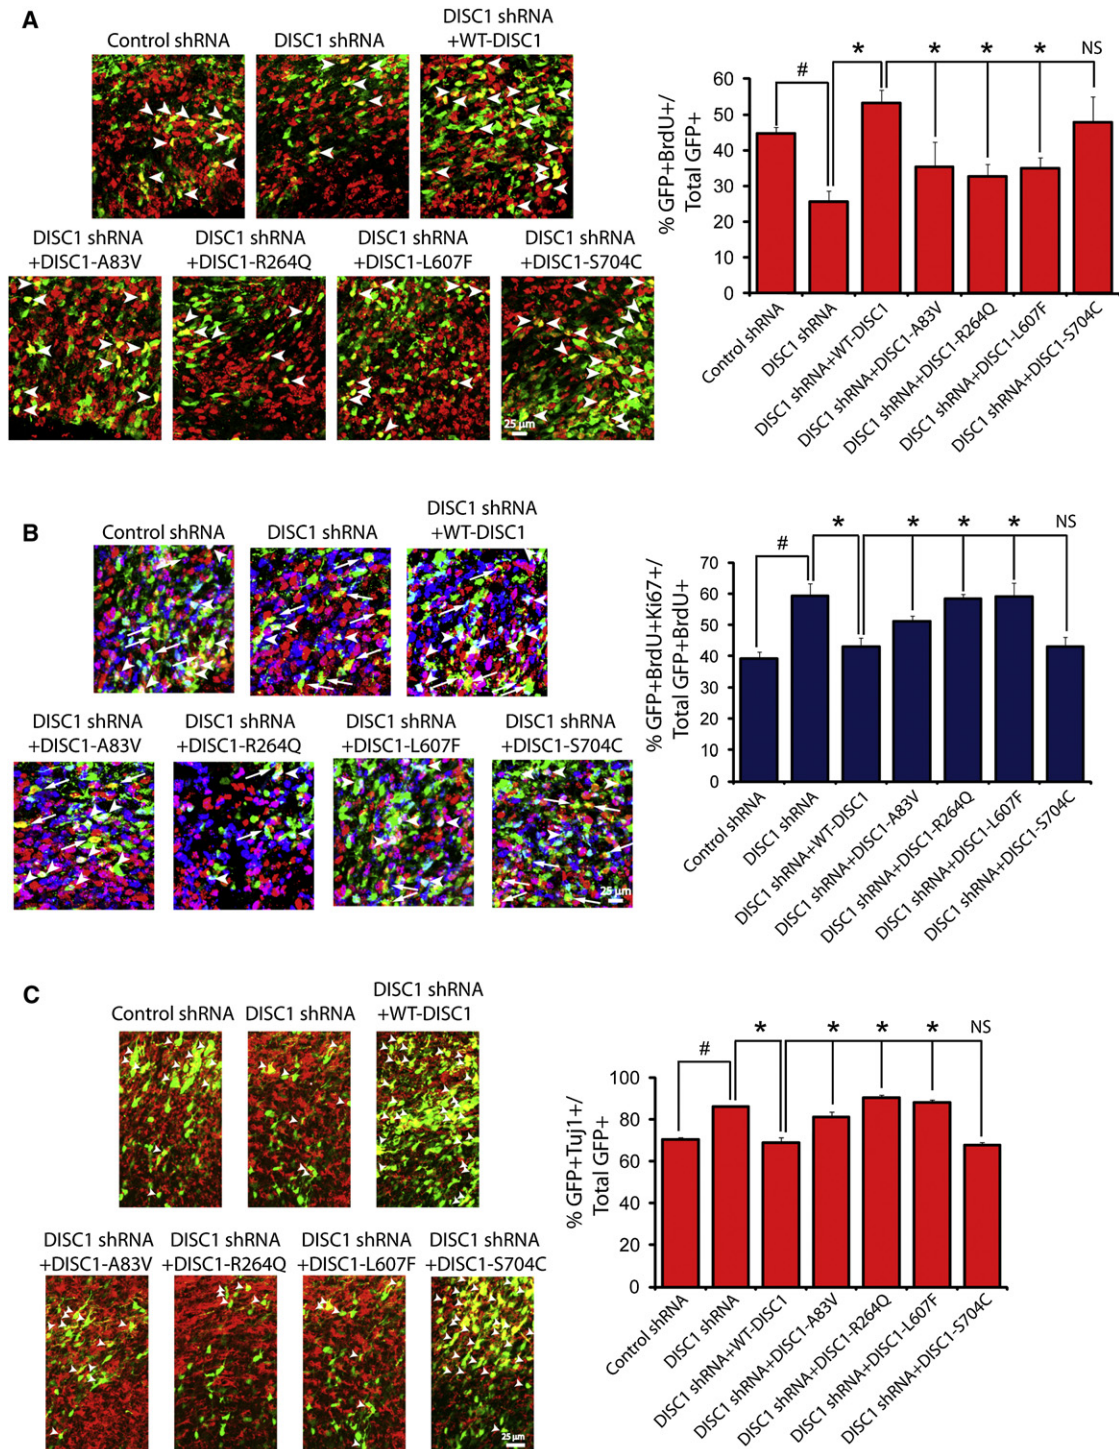 A
Control shRNA
DISC1 shRNA
DISC1 shRNA
+WT-DISC1
DISC1 shRNA
+DISC1-A83V
DISC1 shRNA
+DISC1-R264Q
DISC1 shRNA
+DISC1-L607F
DISC1 shRNA
+DISC1-S704C
25 µm
% GFP+BrdU+/
Total GFP+
60
50
40
30
20
10
0
#
*
*
*
*
NS
Control shRNA
DISC1 shRNA
DISC1 shRNA+WT-DISC1
DISC1 shRNA+DISC1-A83V
DISC1 shRNA+DISC1-R264Q
DISC1 shRNA+DISC1-L607F
DISC1 shRNA+DISC1-S704C
B
Control shRNA
DISC1 shRNA
DISC1 shRNA
+WT-DISC1
DISC1 shRNA
+DISC1-A83V
DISC1 shRNA
+DISC1-R264Q
DISC1 shRNA
+DISC1-L607F
DISC1 shRNA
+DISC1-S704C
25 µm
% GFP+BrdU+Ki67+/
Total GFP+BrdU+
70
60
50
40
30
20
10
0
#
*
*
*
*
NS
Control shRNA
DISC1 shRNA
DISC1 shRNA+WT-DISC1
DISC1 shRNA+DISC1-A83V
DISC1 shRNA+DISC1-R264Q
DISC1 shRNA+DISC1-L607F
DISC1 shRNA+DISC1-S704C
C
Control shRNA
DISC1 shRNA
DISC1 shRNA
+WT-DISC1
DISC1 shRNA
+DISC1-A83V
DISC1 shRNA
+DISC1-R264Q
DISC1 shRNA
+DISC1-L607F
DISC1 shRNA
+DISC1-S704C
25 µm
% GFP+Tuj1+/
Total GFP+
100
80
60
40
20
0
#
*
*
*
*
NS
Control shRNA
DISC1 shRNA
DISC1 shRNA+WT-DISC1
DISC1 shRNA+DISC1-A83V
DISC1 shRNA+DISC1-R264Q
DISC1 shRNA+DISC1-L607F
DISC1 shRNA+DISC1-S704C